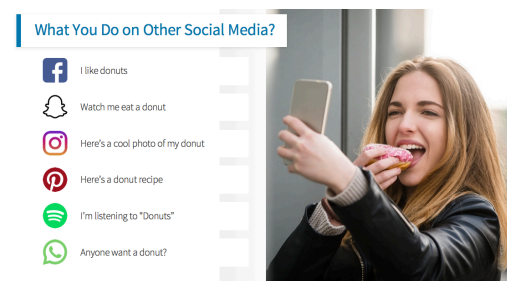 What You Do on Other Social Media?
I like donuts
Watch me eat a donut
Here's a cool photo of my donut
Here's a donut recipe
I'm listening to “Donuts”
Anyone want a donut?